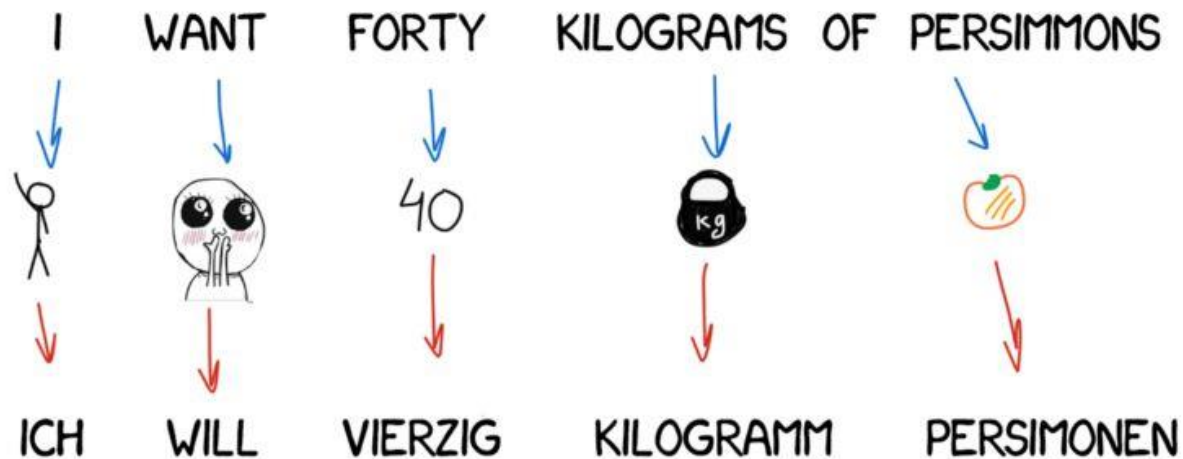 I WANT FORTY KILOGRAMS OF PERSIMMONS
40
kg
ICH WILL VIERZIG KILOGRAMM PERSIMONEN